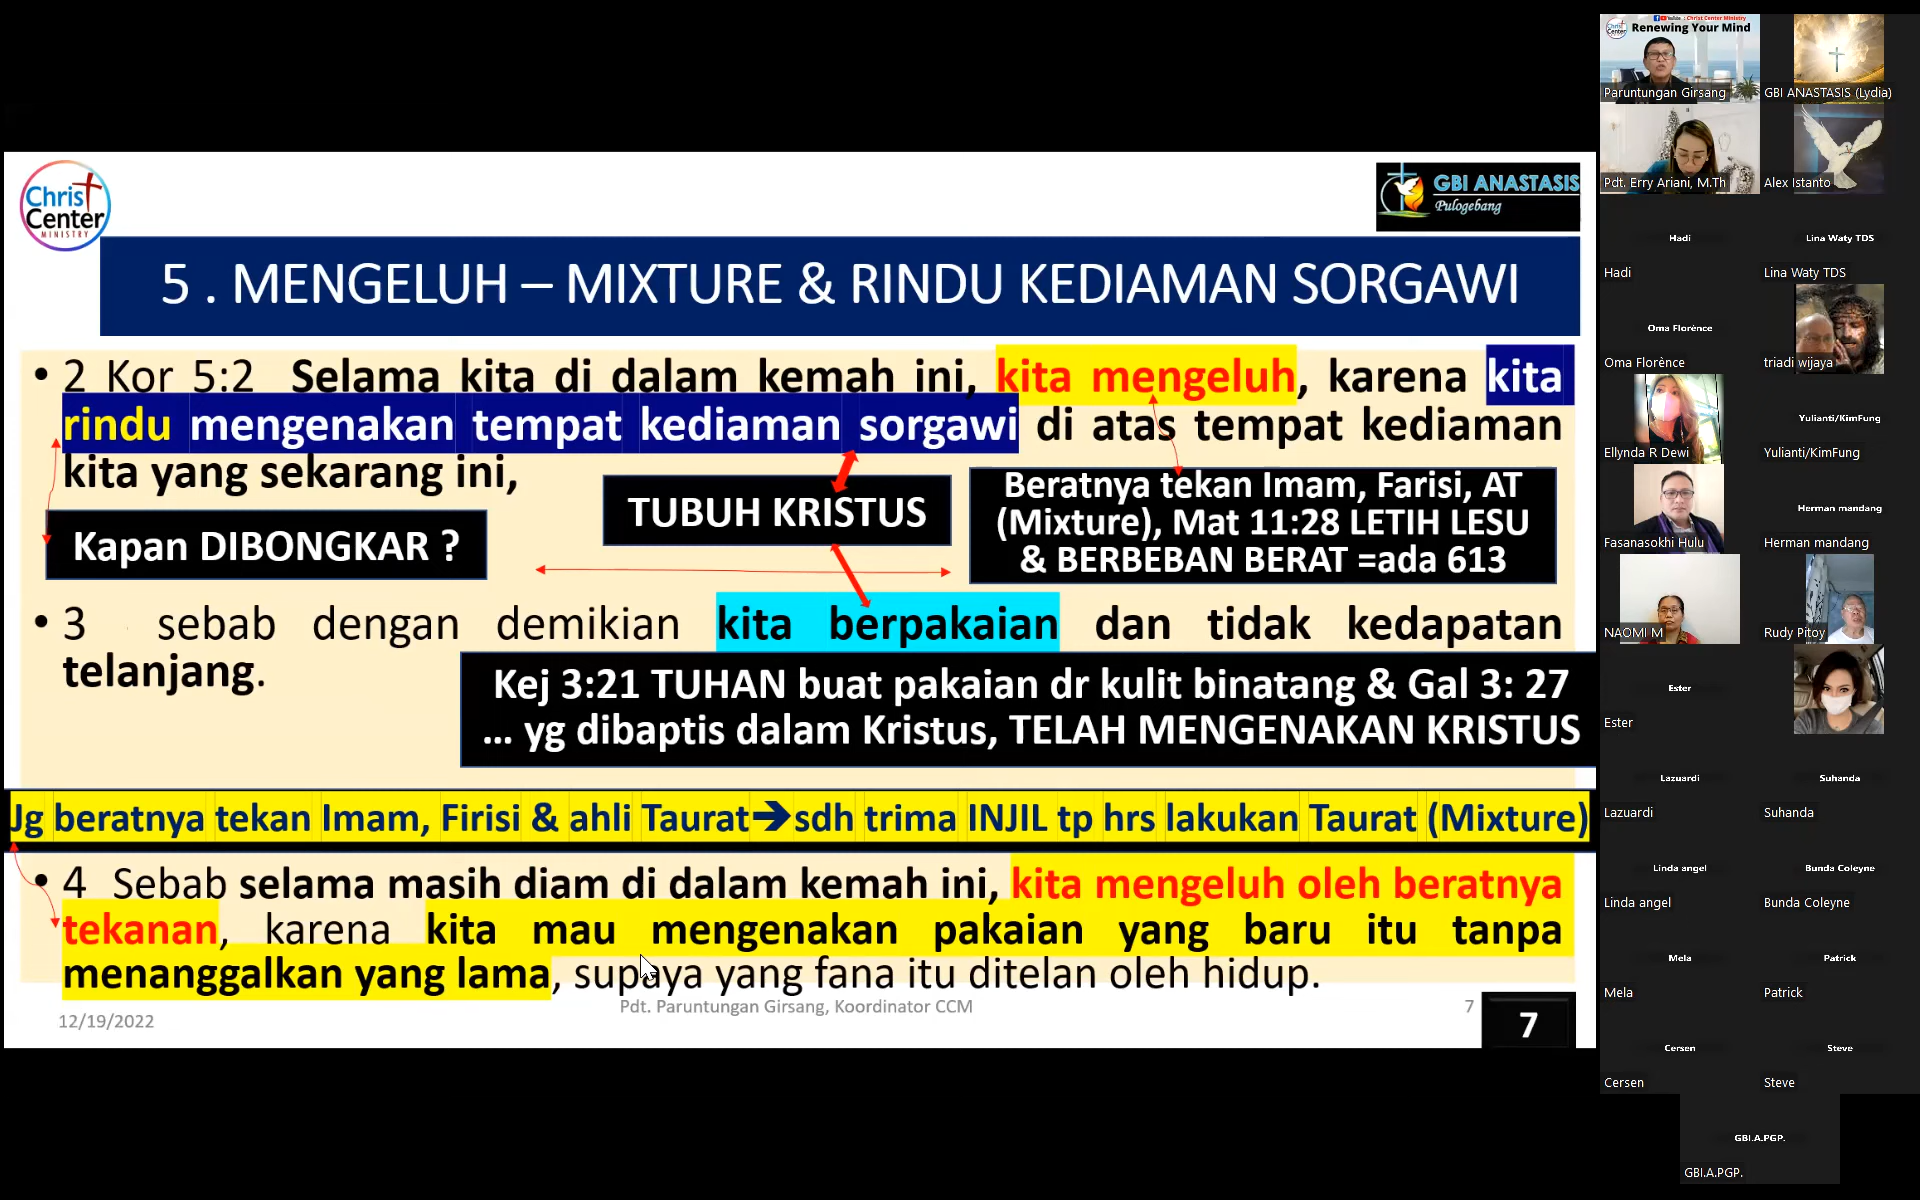 Christ
Center
MINISTRY
GBI ANASTASIS
Pulogebang
5 . MENGELUH – MIXTURE & RINDU KEDIAMAN SORGAWI
• 2 Kor 5:2 Selama kita di dalam kemah ini, kita mengeluh, karena kita
rindu mengenakan tempat kediaman sorgawi di atas tempat kediaman
kita yang sekarang ini,
Kapan DIBONGKAR ?
TUBUH KRISTUS
Beratnya tekan Imam, Farisi, AT
(Mixture), Mat 11:28 LETIH LESU
& BERBEBAN BERAT =ada 613
• 3 sebab dengan demikian kita berpakaian dan tidak kedapatan
telanjang.
Kej 3:21 TUHAN buat pakaian dr kulit binatang & Gal 3: 27
... yg dibaptis dalam Kristus, TELAH MENGENAKAN KRISTUS
Jg beratnya tekan Imam, Firisi & ahli Taurat➔sdh trima INJIL tp hrs lakukan Taurat (Mixture)
• 4 Sebab selama masih diam di dalam kemah ini, kita mengeluh oleh beratnya
tekanan, karena kita mau mengenakan pakaian yang baru itu tanpa
menanggalkan yang lama, supaya yang fana itu ditelan oleh hidup.
12/19/2022
Pdt. Paruntungan Girsang, Koordinator CCM
7
7
YouTube : Christ Center Ministry
Christ
Center
Renewing Your Mind
Paruntungan Girsang
GBI ANASTASIS (Lydia)
Pdt. Erry Ariani, M.Th
Alex Istanto
Hadi
Hadi
Lina Waty TDS
Lina Waty TDS
Oma Florènce
Oma Florènce
triadi wijaya
Ellynda R Dewi
Yulianti/KimFung
Yulianti/KimFung
Fasanasokhi Hulu
Herman mandang
Herman mandang
NAOMI M
Rudy Pitoy
Ester
Ester
Lazuardi
Lazuardi
Suhanda
Suhanda
Linda angel
Linda angel
Bunda Coleyne
Bunda Coleyne
Mela
Mela
Patrick
Patrick
Cersen
Cersen
Steve
Steve
GBI.A.PGP.
GBI.A.PGP.